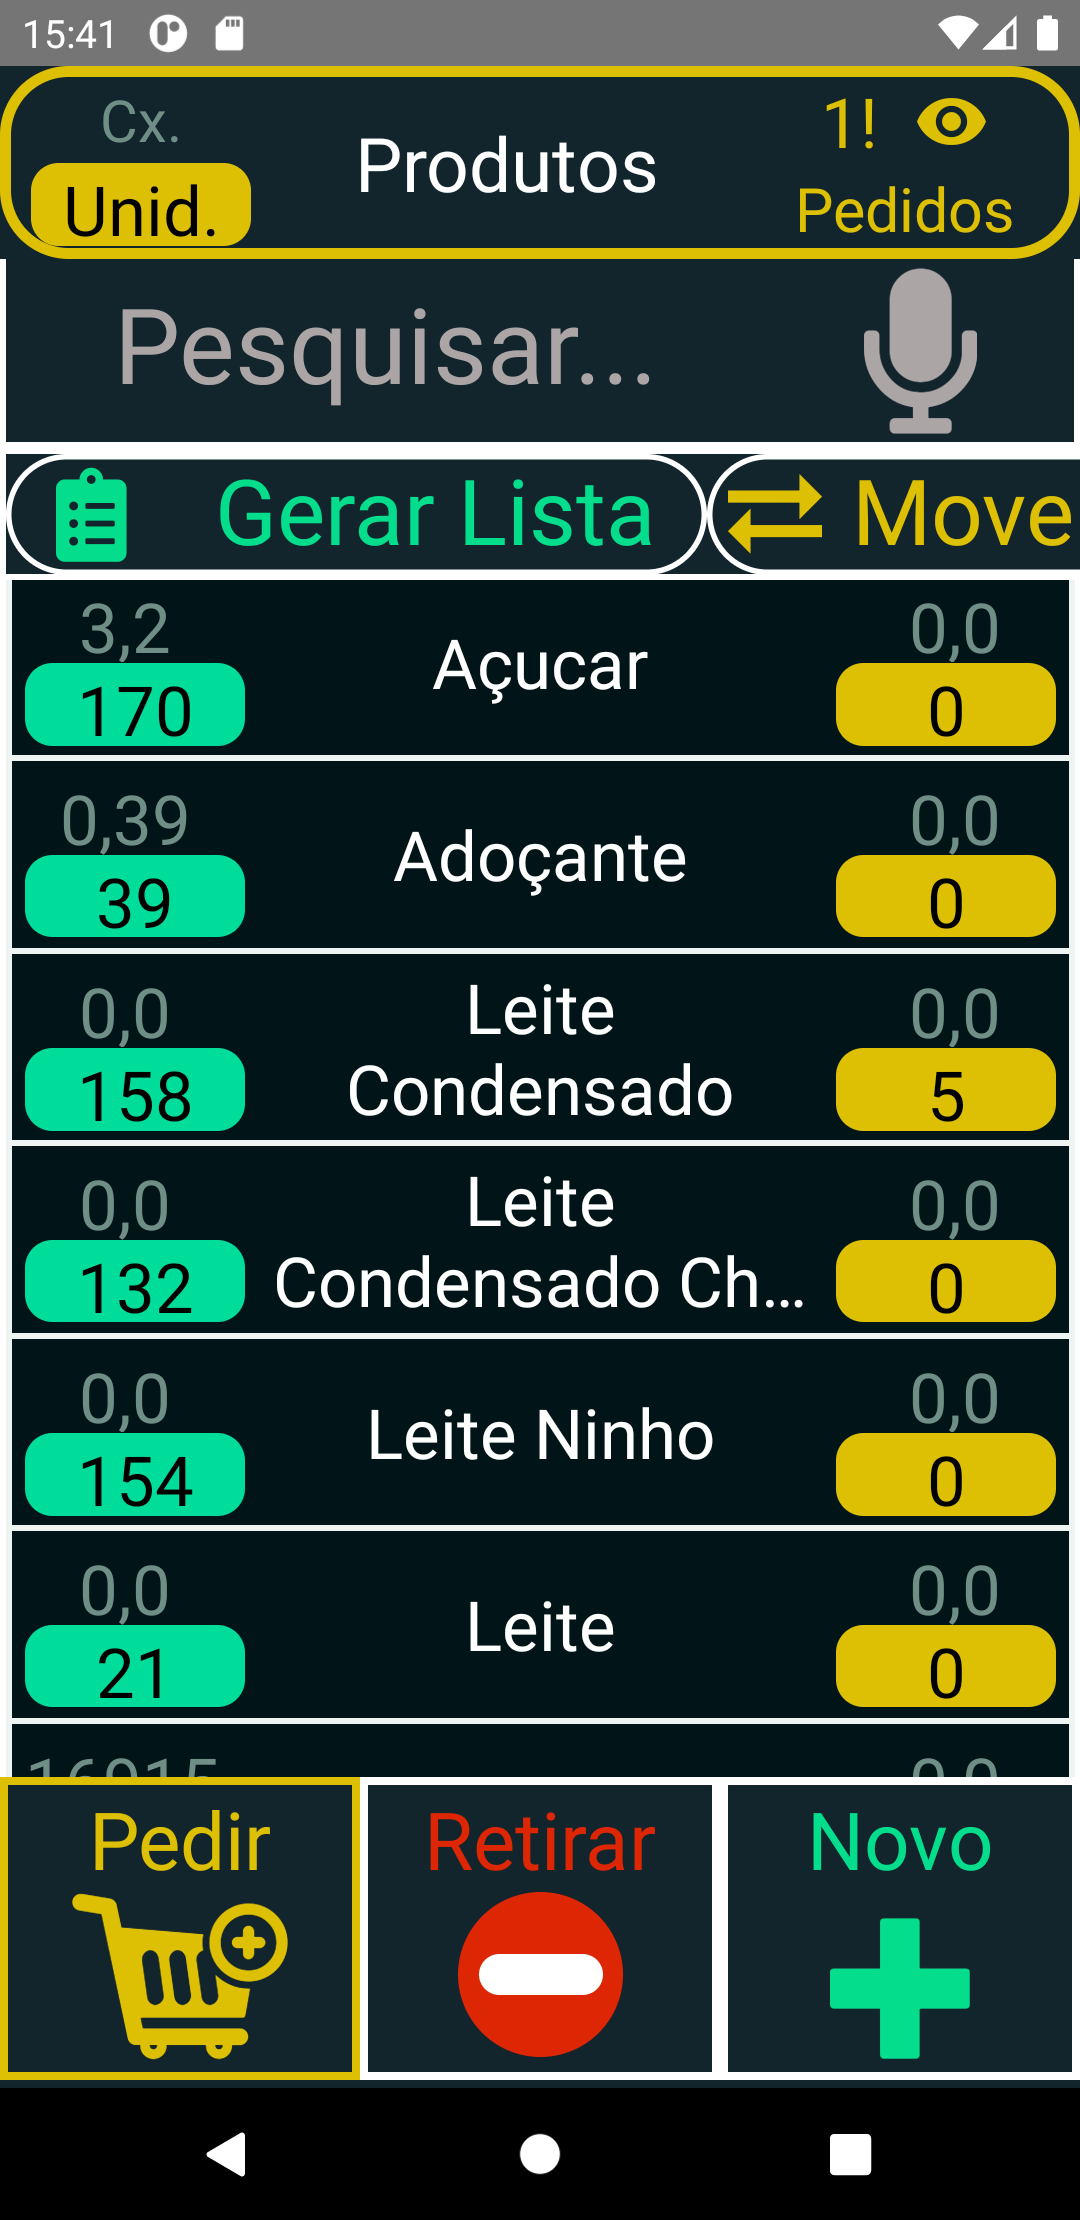 15:41
Cx.
Unid.
Produtos
1!
Pedidos
Pesquisar...
Gerar Lista
Move
3,2
170
Açucar
0,0
0
0,39
39
Adoçante
0,0
0
0,0
158
Leite
Condensado
0,0
5
0,0
132
Leite
Condensado Ch...
0,0
0
0,0
154
Leite Ninho
0,0
0
0,0
21
Leite
0,0
0
0,0
Pedir
Retirar
Novo